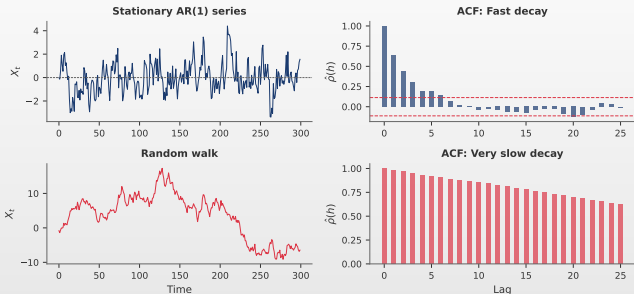 Stationary AR(1) series
X_t
4
2
0
−2
0 50 100 150 200 250 300
ACF: Fast decay
ρ̂(h)
1.00
0.75
0.50
0.25
0.00
0 5 10 15 20 25
Random walk
X_t
10
0
−10
0 50 100 150 200 250 300
Time
ACF: Very slow decay
ρ̂(h)
1.00
0.75
0.50
0.25
0.00
0 5 10 15 20 25
Lag